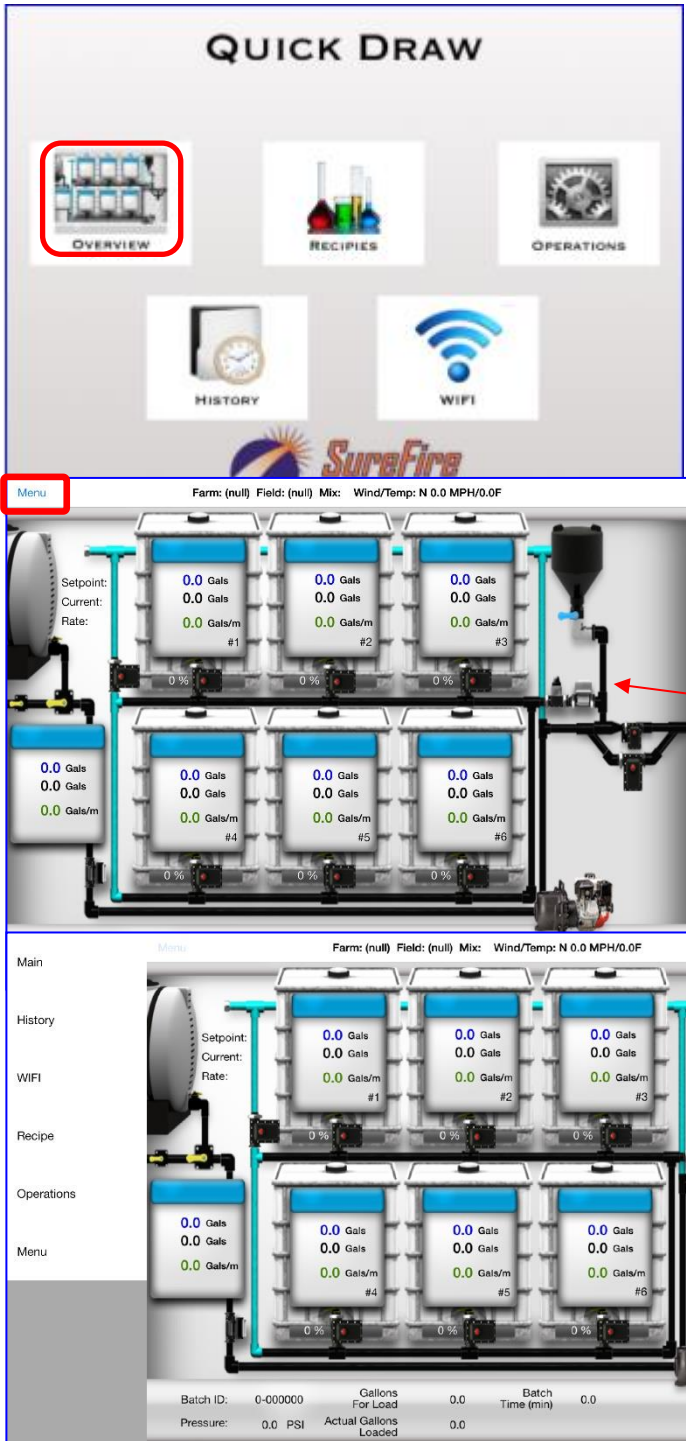 QUICK DRAW
OVERVIEW
RECIPIES
OPERATIONS
HISTORY
WIFI
SureFire
Menu
Farm: (null) Field: (null) Mix: Wind/Temp: N 0.0 MPH/0.0F
Setpoint:
Current:
Rate:
0.0 Gals
0.0 Gals
0.0 Gals/m
#1
0 %
0.0 Gals
0.0 Gals
0.0 Gals/m
#2
0 %
0.0 Gals
0.0 Gals
0.0 Gals/m
#3
0 %
0.0 Gals
0.0 Gals
0.0 Gals/m
0.0 Gals
0.0 Gals
0.0 Gals/m
#4
0 %
0.0 Gals
0.0 Gals
0.0 Gals/m
#5
0 %
0.0 Gals
0.0 Gals
0.0 Gals/m
#6
0 %
Main
History
WIFI
Recipe
Operations
Menu
Menu
Farm: (null) Field: (null) Mix: Wind/Temp: N 0.0 MPH/0.0F
Setpoint:
Current:
Rate:
0.0 Gals
0.0 Gals
0.0 Gals/m
#1
0 %
0.0 Gals
0.0 Gals
0.0 Gals/m
#2
0 %
0.0 Gals
0.0 Gals
0.0 Gals/m
#3
0 %
0.0 Gals
0.0 Gals
0.0 Gals/m
0.0 Gals
0.0 Gals
0.0 Gals/m
#4
0 %
0.0 Gals
0.0 Gals
0.0 Gals/m
#5
0 %
0.0 Gals
0.0 Gals
0.0 Gals/m
#6
0 %
Batch ID: 0-000000
Gallons For Load 0.0
Batch Time (min) 0.0
Pressure: 0.0 PSI
Actual Gallons Loaded 0.0